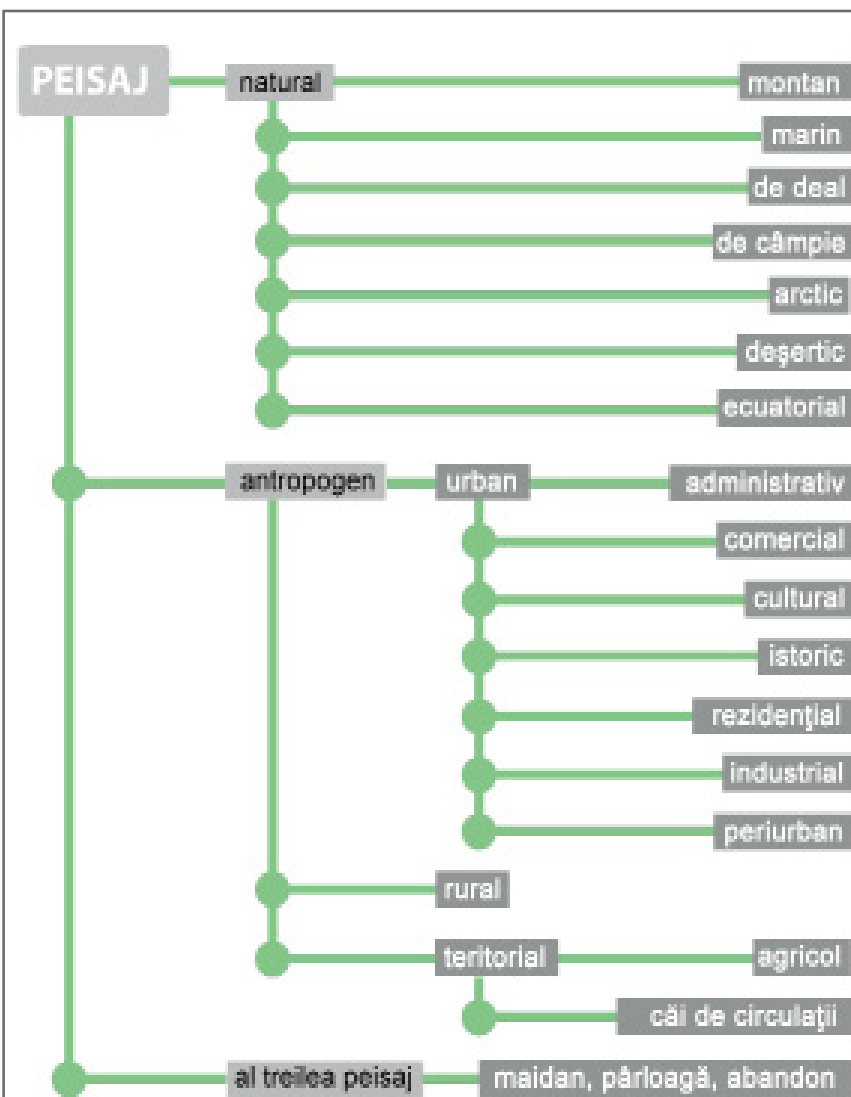 PEISAJ natural montan
marin
de deal
de câmpie
arctic
deşertic
ecuatorial
antropogen urban administrativ
comercial
cultural
istoric
rezidenţial
industrial
periurban
rural
teritorial agricol
căi de circulaţii
al treilea peisaj maidan, pârloagă, abandon